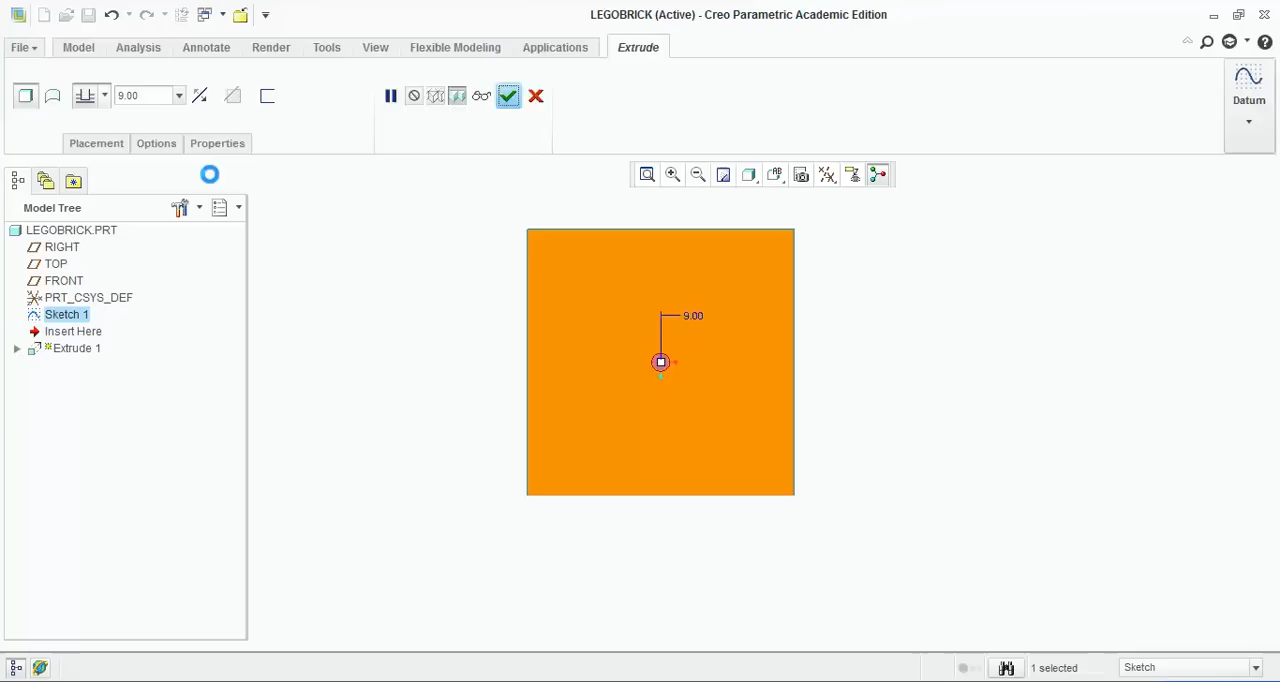 LEGOBRICK (Active) - Creo Parametric Academic Edition
File Model Analysis Annotate Render Tools View Flexible Modeling Applications Extrude
9.00
Datum
Placement Options Properties
Model Tree
LEGOBRICK.PRT
RIGHT
TOP
FRONT
PRT_CSYS_DEF
Sketch 1
Insert Here
Extrude 1
9.00
1 selected Sketch